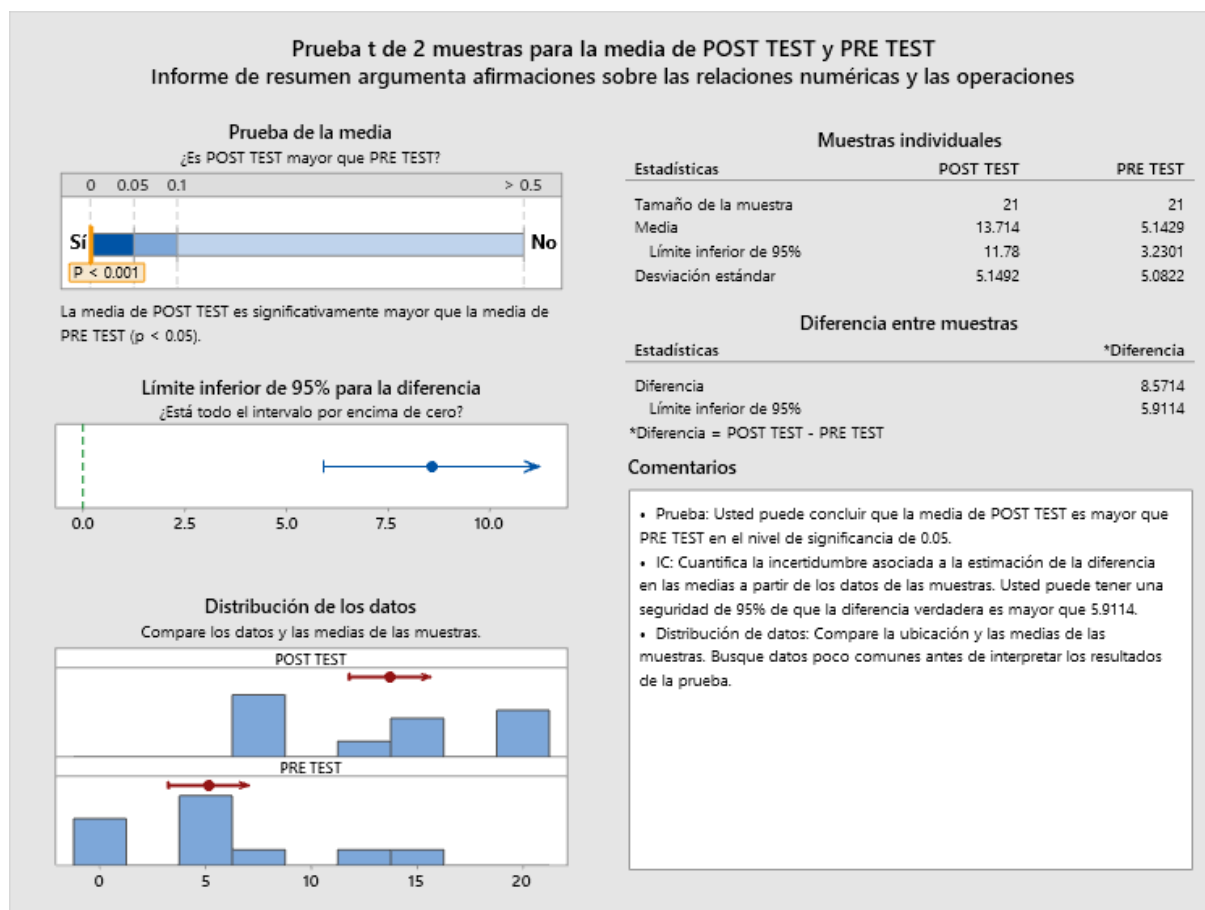 Prueba t de 2 muestras para la media de POST TEST y PRE TEST
Informe de resumen argumenta afirmaciones sobre las relaciones numéricas y las operaciones
Prueba de la media
¿Es POST TEST mayor que PRE TEST?
0 0.05 0.1 > 0.5
Sí No
P < 0.001
La media de POST TEST es significativamente mayor que la media de
PRE TEST (p < 0.05).
Límite inferior de 95% para la diferencia
¿Está todo el intervalo por encima de cero?
0.0 2.5 5.0 7.5 10.0
Distribución de los datos
Compare los datos y las medias de las muestras.
POST TEST
PRE TEST
0 5 10 15 20
Muestras individuales
Estadísticas POST TEST PRE TEST
Tamaño de la muestra 21 21
Media 13.714 5.1429
Límite inferior de 95% 11.78 3.2301
Desviación estándar 5.1492 5.0822
Diferencia entre muestras
Estadísticas *Diferencia
Diferencia 8.5714
Límite inferior de 95% 5.9114
*Diferencia = POST TEST - PRE TEST
Comentarios
• Prueba: Usted puede concluir que la media de POST TEST es mayor que
PRE TEST en el nivel de significancia de 0.05.
• IC: Cuantifica la incertidumbre asociada a la estimación de la diferencia
en las medias a partir de los datos de las muestras. Usted puede tener una
seguridad de 95% de que la diferencia verdadera es mayor que 5.9114.
• Distribución de datos: Compare la ubicación y las medias de las
muestras. Busque datos poco comunes antes de interpretar los resultados
de la prueba.